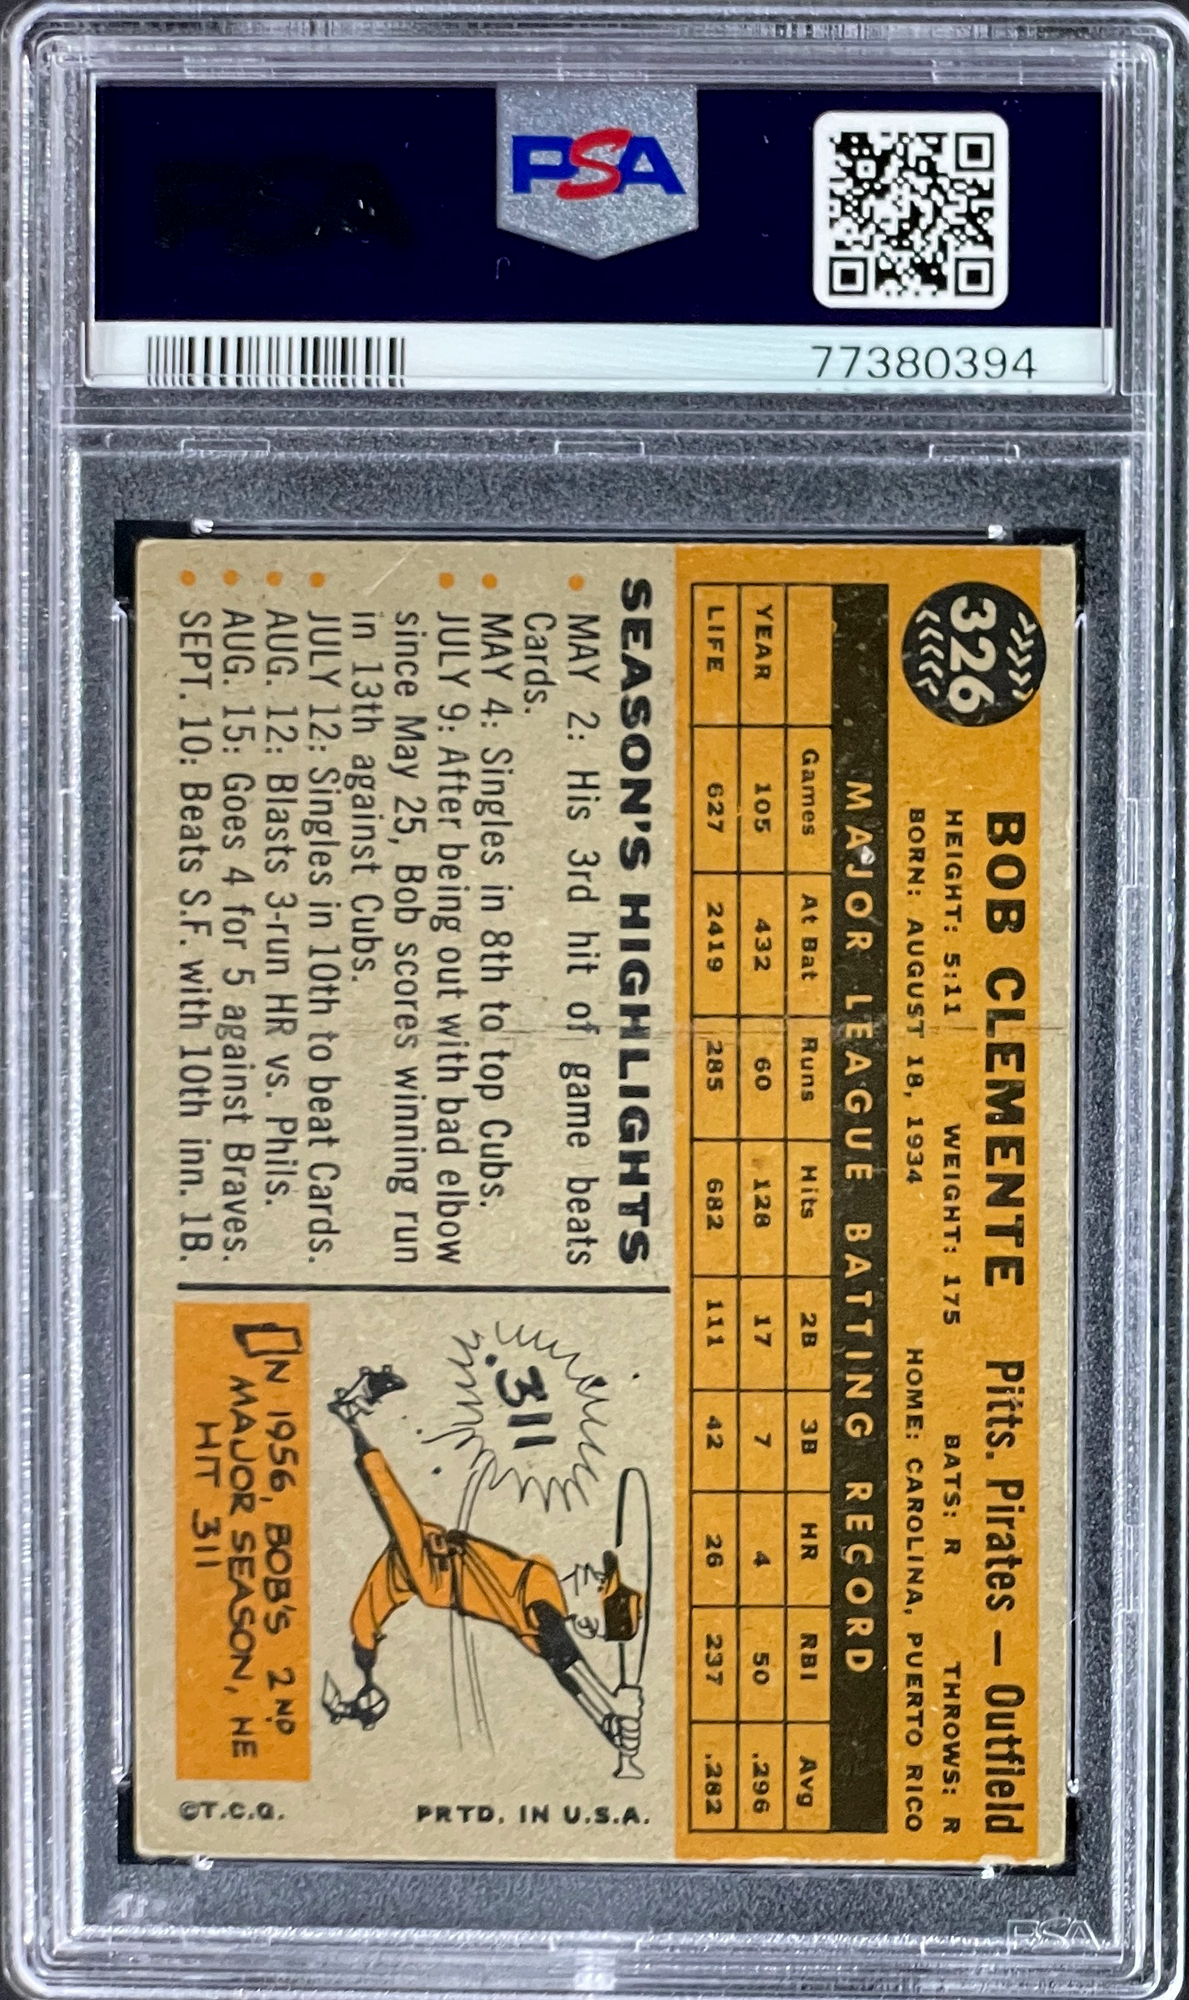 PSA
77380394
326
BOB CLEMENTE Pitts. Pirates — Outfield
HEIGHT: 5:11 WEIGHT: 175 BATS: R THROWS: R
BORN: AUGUST 18, 1934 HOME: CAROLINA, PUERTO RICO
MAJOR LEAGUE BATTING RECORD
Games At Bat Runs Hits 2B 3B HR RBI Avg
YEAR 105 432 60 128 17 7 4 50 .296
LIFE 627 2419 285 682 111 42 26 237 .282
SEASON'S HIGHLIGHTS
• MAY 2: His 3rd hit of game beats
Cards.
• MAY 4: Singles in 8th to top Cubs.
• JULY 9: After being out with bad elbow
since May 25, Bob scores winning run
in 13th against Cubs.
• JULY 12: Singles in 10th to beat Cards.
• AUG. 12: Blasts 3-run HR vs. Phils.
• AUG. 15: Goes 4 for 5 against Braves.
• SEPT. 10: Beats S.F. with 10th inn. 1B.
.311
IN 1956, BOB'S 2ND
MAJOR SEASON, HE
HIT 311
PRTD. IN U.S.A.
©T.C.G.
PSA